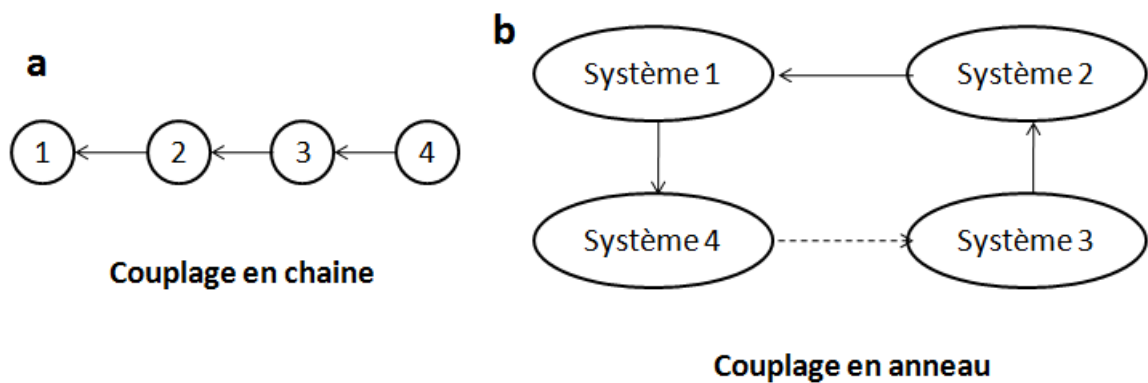 a
1 2 3 4
Couplage en chaine
b
Système 1 Système 2
Système 4 Système 3
Couplage en anneau